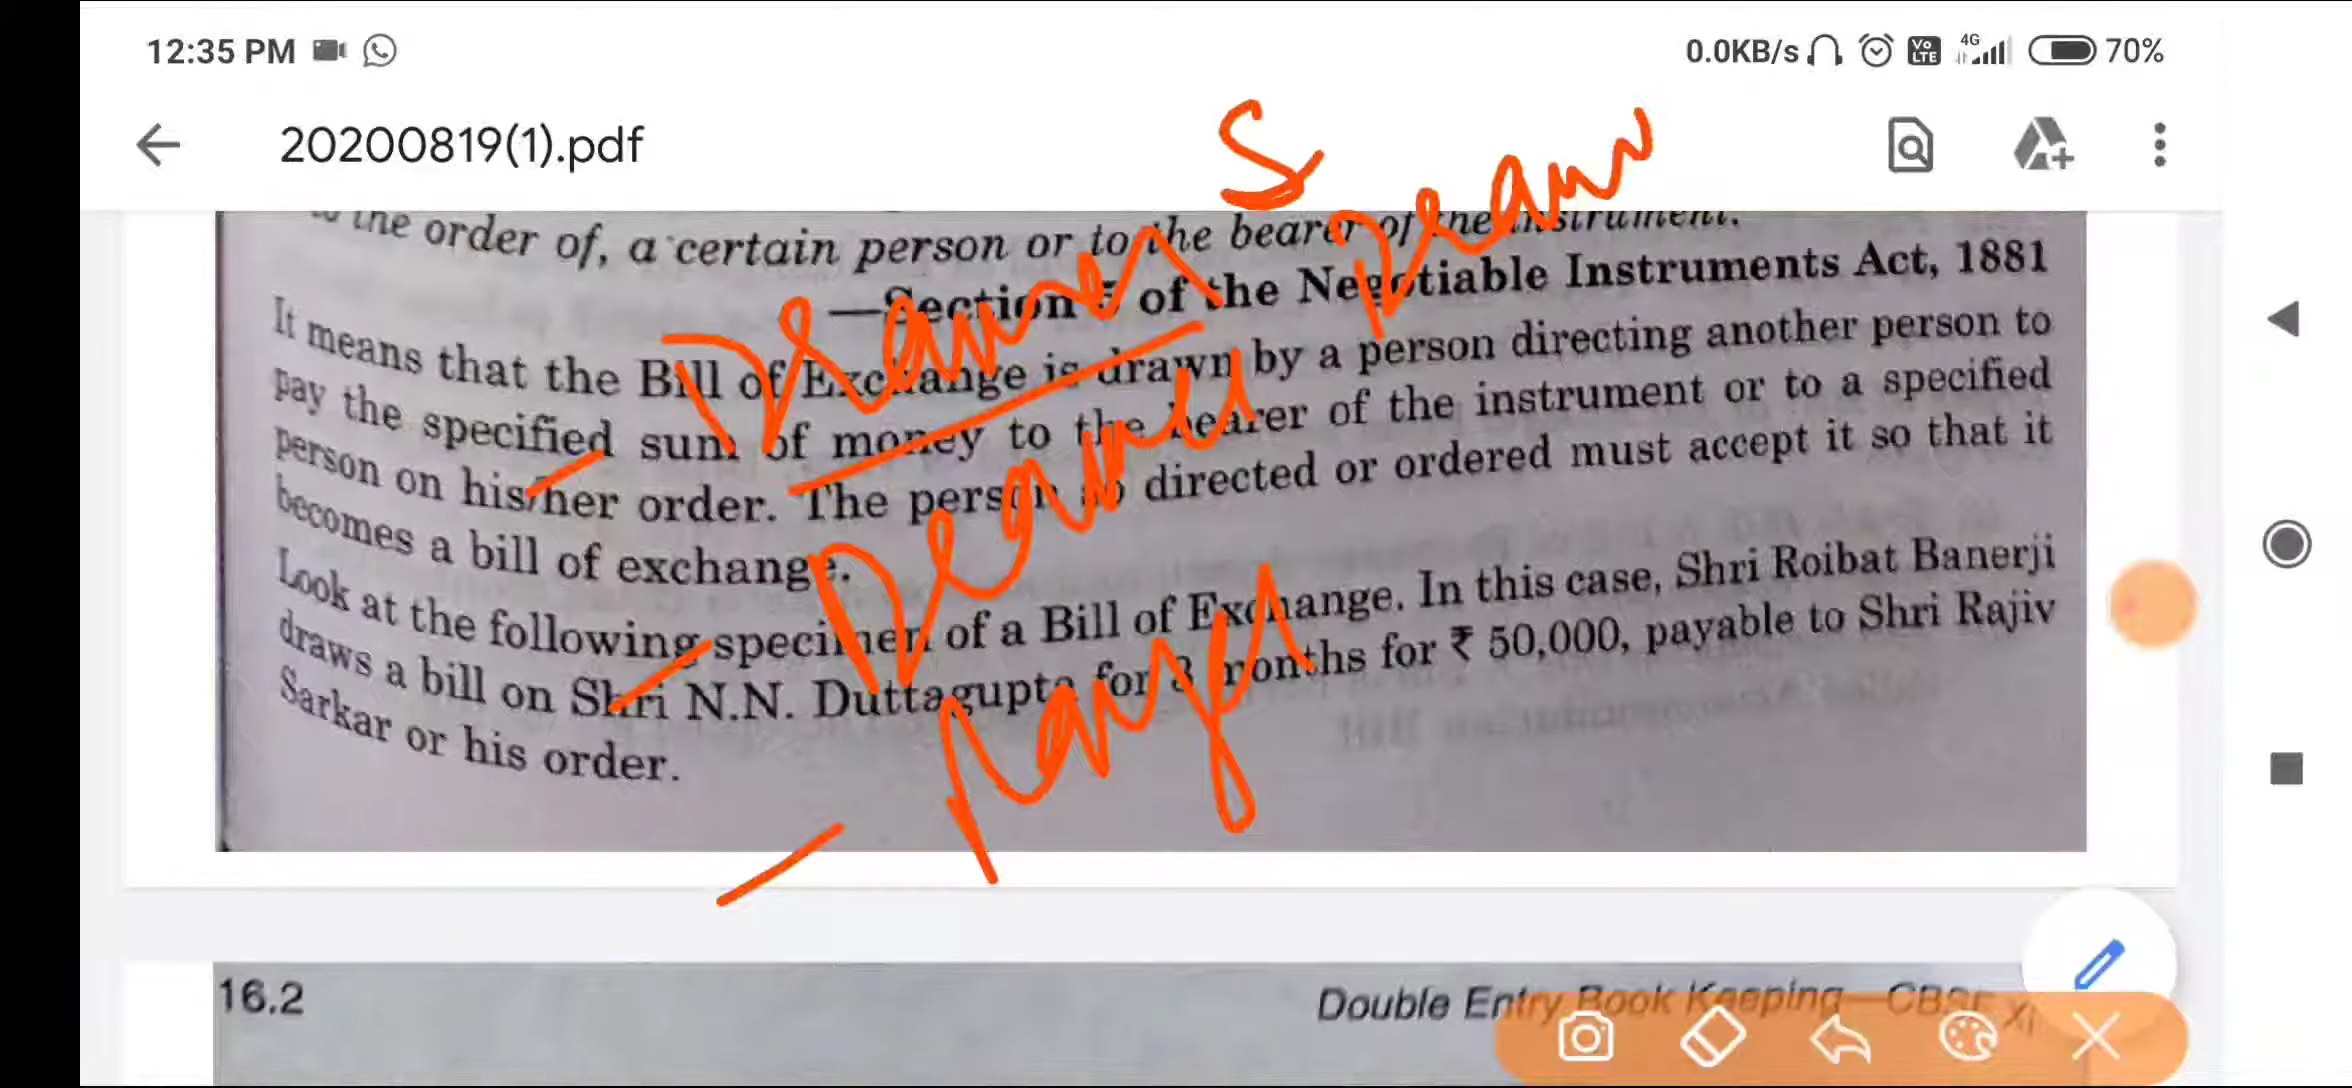 12:35 PM
0.0KB/s Vo LTE 4G 70%
20200819(1).pdf
the order of, a certain person or to the bearer of the instrument.
—Section 5 of the Negotiable Instruments Act, 1881
It means that the Bill of Exchange is drawn by a person directing another person to
pay the specified sum of money to the bearer of the instrument or to a specified
person on his/her order. The person so directed or ordered must accept it so that it
becomes a bill of exchange.
Look at the following specimen of a Bill of Exchange. In this case, Shri Roibat Banerji
draws a bill on Shri N.N. Duttagupta for 3 months for ₹ 50,000, payable to Shri Rajiv
Sarkar or his order.
S
Draw
16.2
Double Entry Book Keeping—CBSE XI